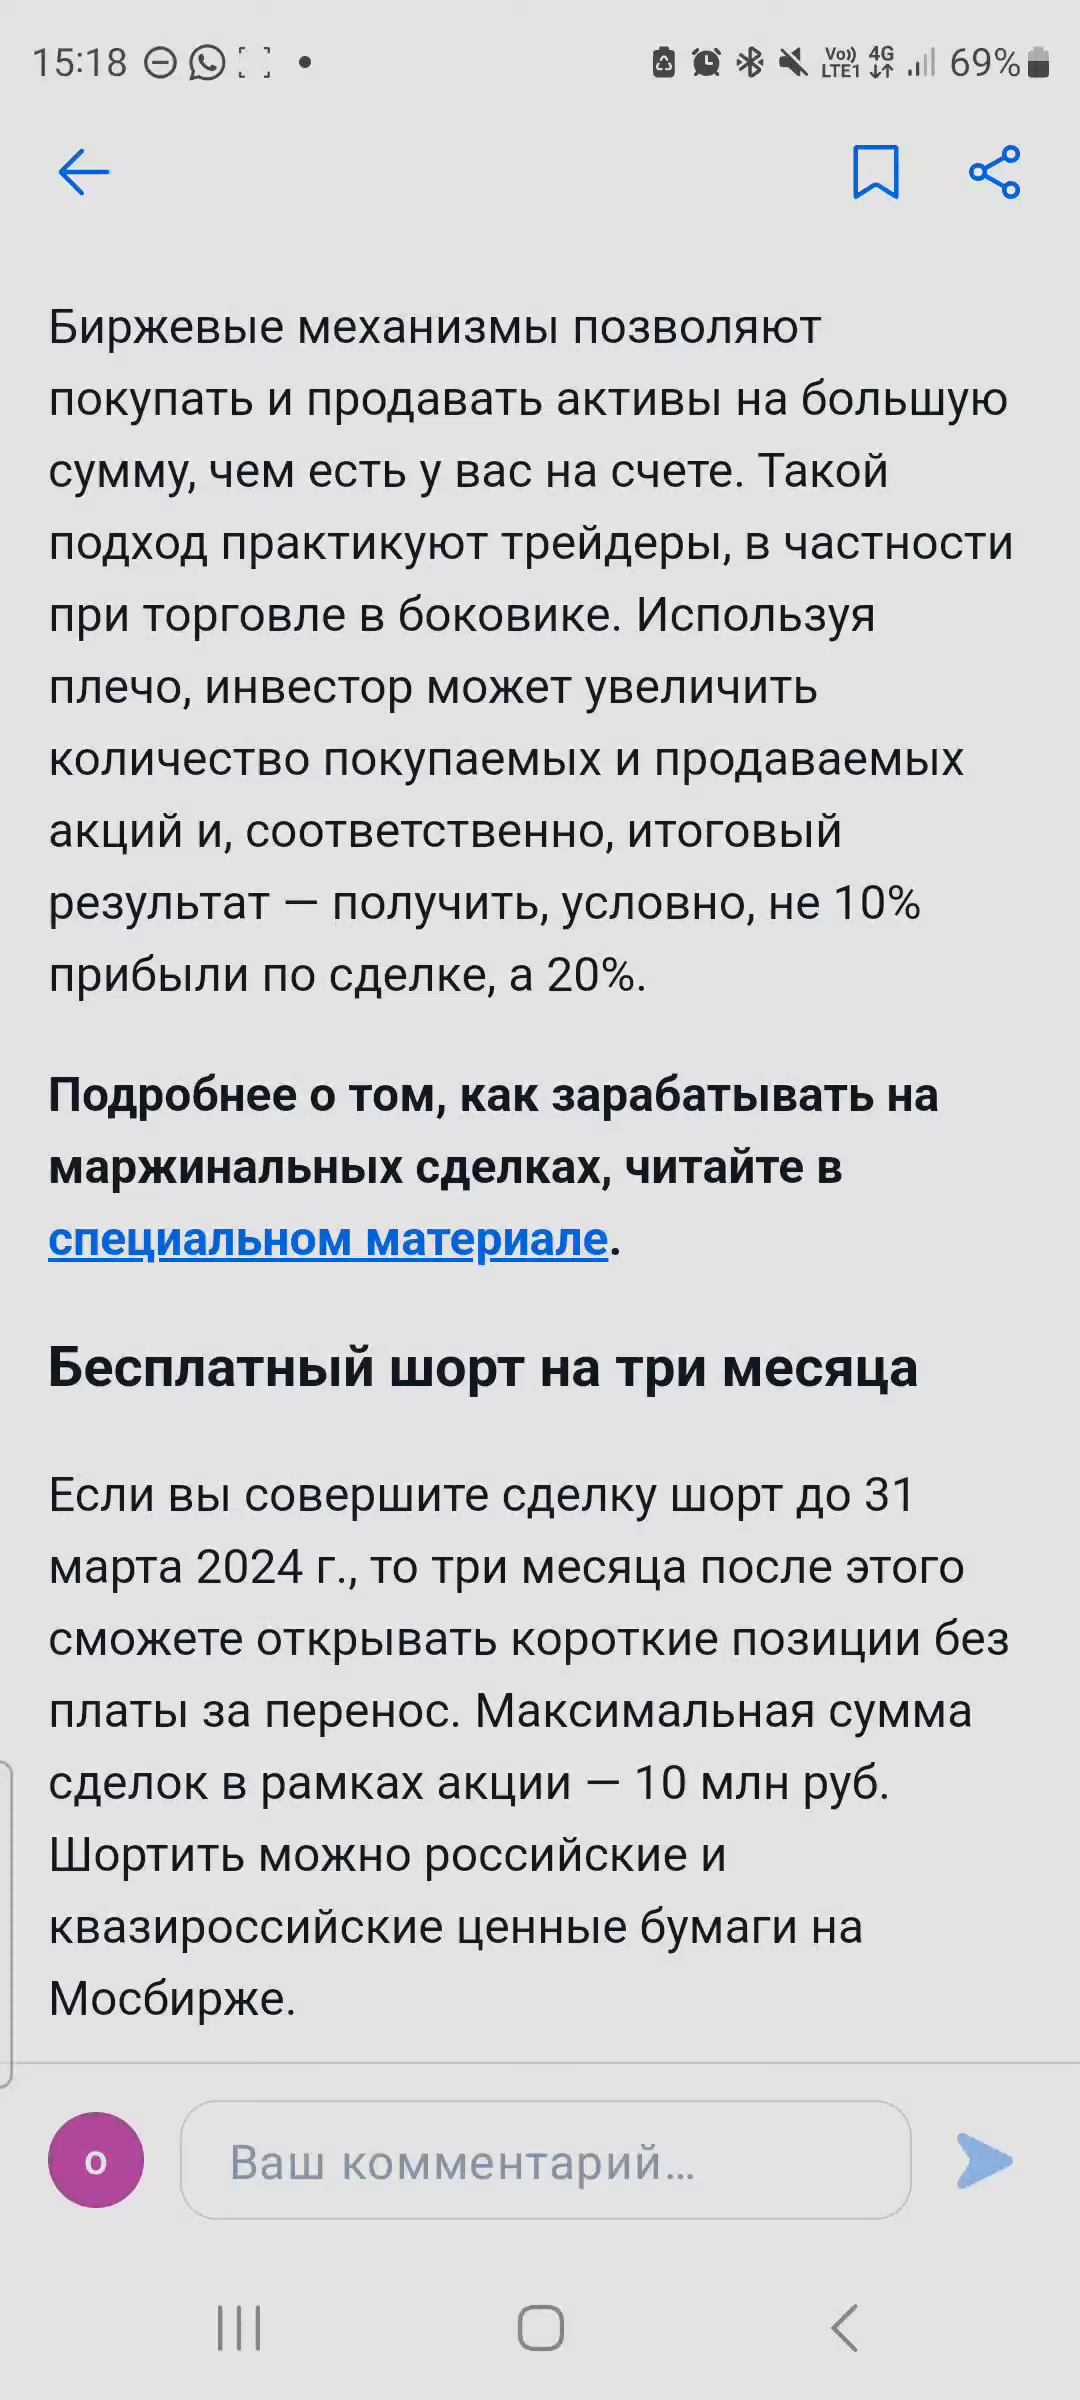 15:18
Vo))
LTE1
4G
69%
Биржевые механизмы позволяют
покупать и продавать активы на большую
сумму, чем есть у вас на счете. Такой
подход практикуют трейдеры, в частности
при торговле в боковике. Используя
плечо, инвестор может увеличить
количество покупаемых и продаваемых
акций и, соответственно, итоговый
результат — получить, условно, не 10%
прибыли по сделке, а 20%.
Подробнее о том, как зарабатывать на
маржинальных сделках, читайте в
специальном материале.
Бесплатный шорт на три месяца
Если вы совершите сделку шорт до 31
марта 2024 г., то три месяца после этого
сможете открывать короткие позиции без
платы за перенос. Максимальная сумма
сделок в рамках акции — 10 млн руб.
Шортить можно российские и
квазироссийские ценные бумаги на
Мосбирже.
о
Ваш комментарий...